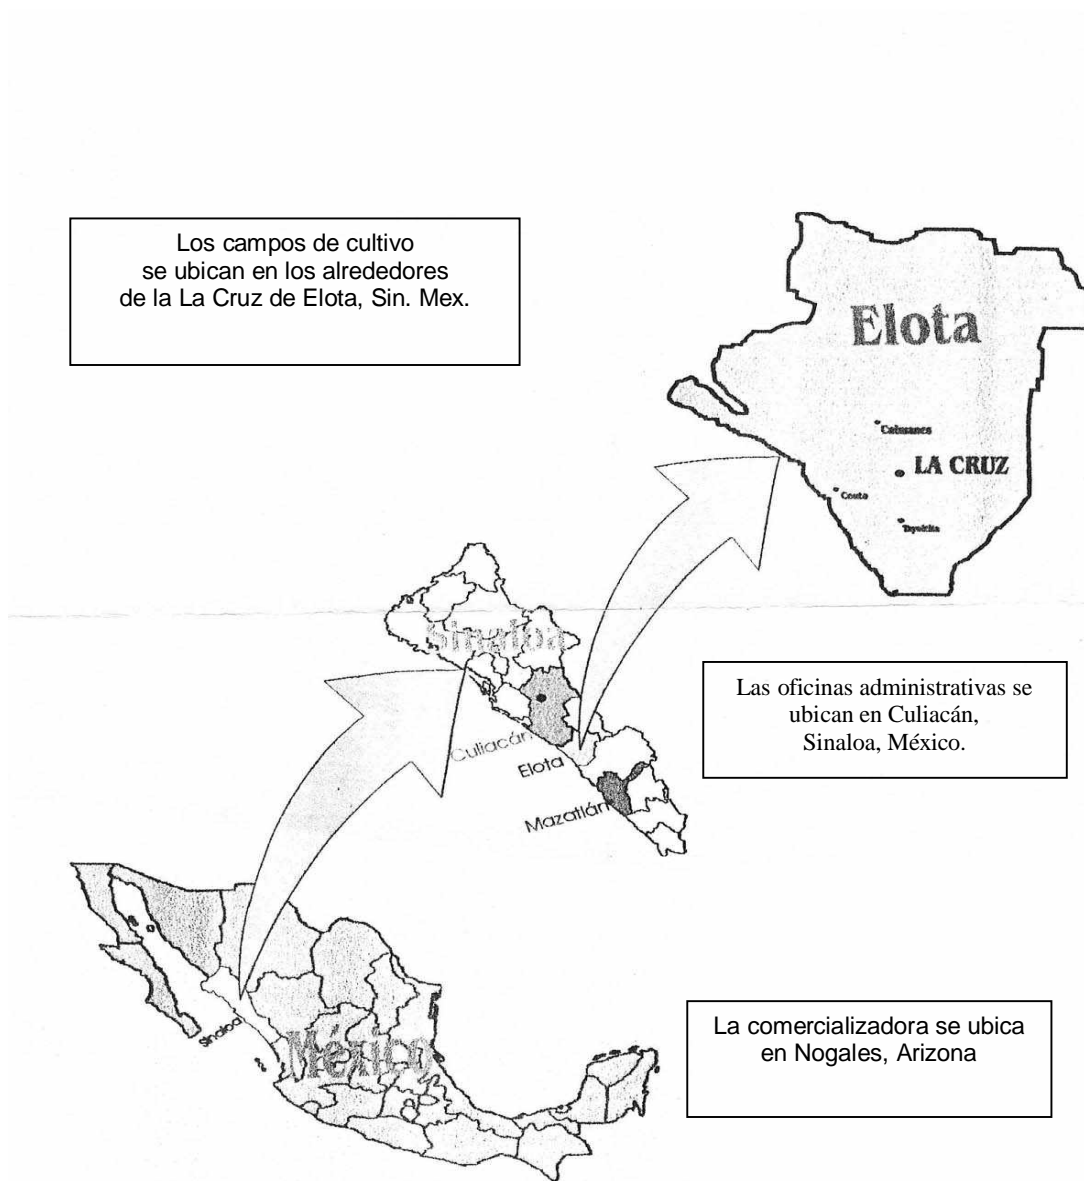 Los campos de cultivo
se ubican en los alrededores
de la La Cruz de Elota, Sin. Mex.
Elota
LA CRUZ
Ceuta
Sinaloa
Las oficinas administrativas se
ubican en Culiacán,
Sinaloa, México.
Culiacán
Elota
Mazatlán
Sinaloa
México
La comercializadora se ubica
en Nogales, Arizona